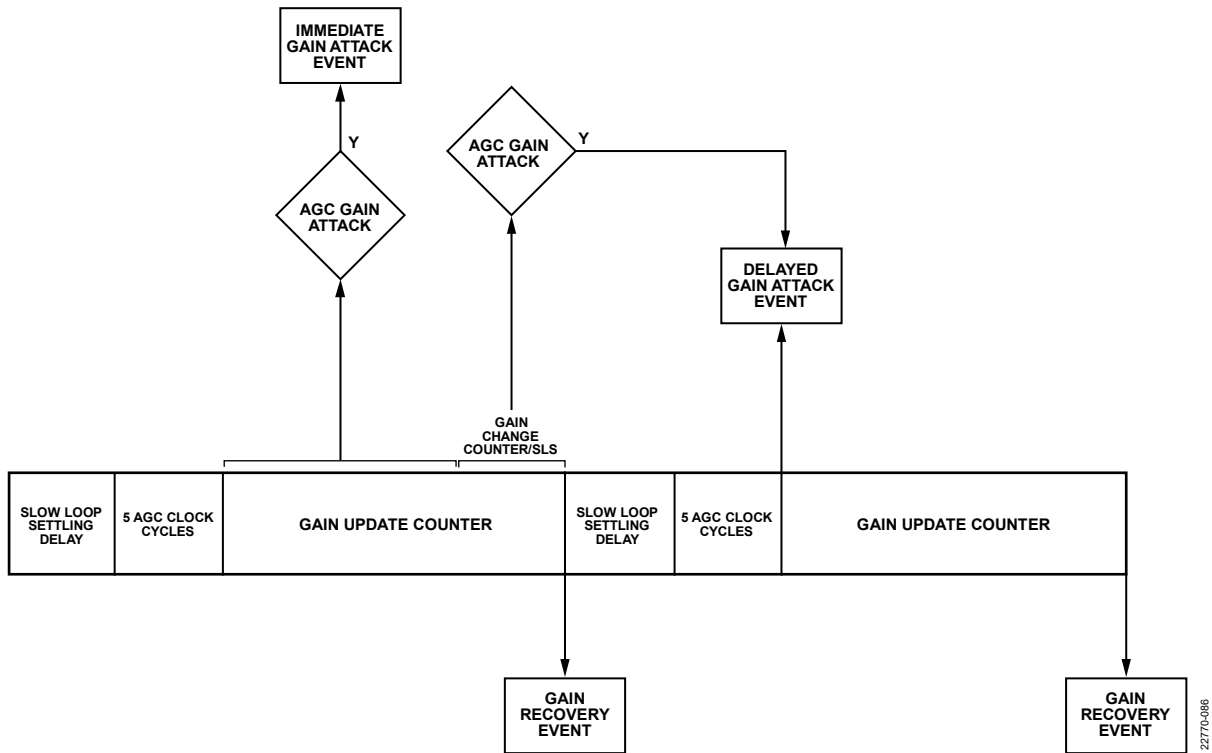 IMMEDIATE
GAIN ATTACK
EVENT
Y
AGC GAIN
ATTACK
Y
AGC GAIN
ATTACK
DELAYED
GAIN ATTACK
EVENT
GAIN
CHANGE
COUNTER/SLS
SLOW LOOP
SETTLING
DELAY
5 AGC CLOCK
CYCLES
GAIN UPDATE COUNTER
SLOW LOOP
SETTLING
DELAY
5 AGC CLOCK
CYCLES
GAIN UPDATE COUNTER
GAIN
RECOVERY
EVENT
GAIN
RECOVERY
EVENT
22770-086